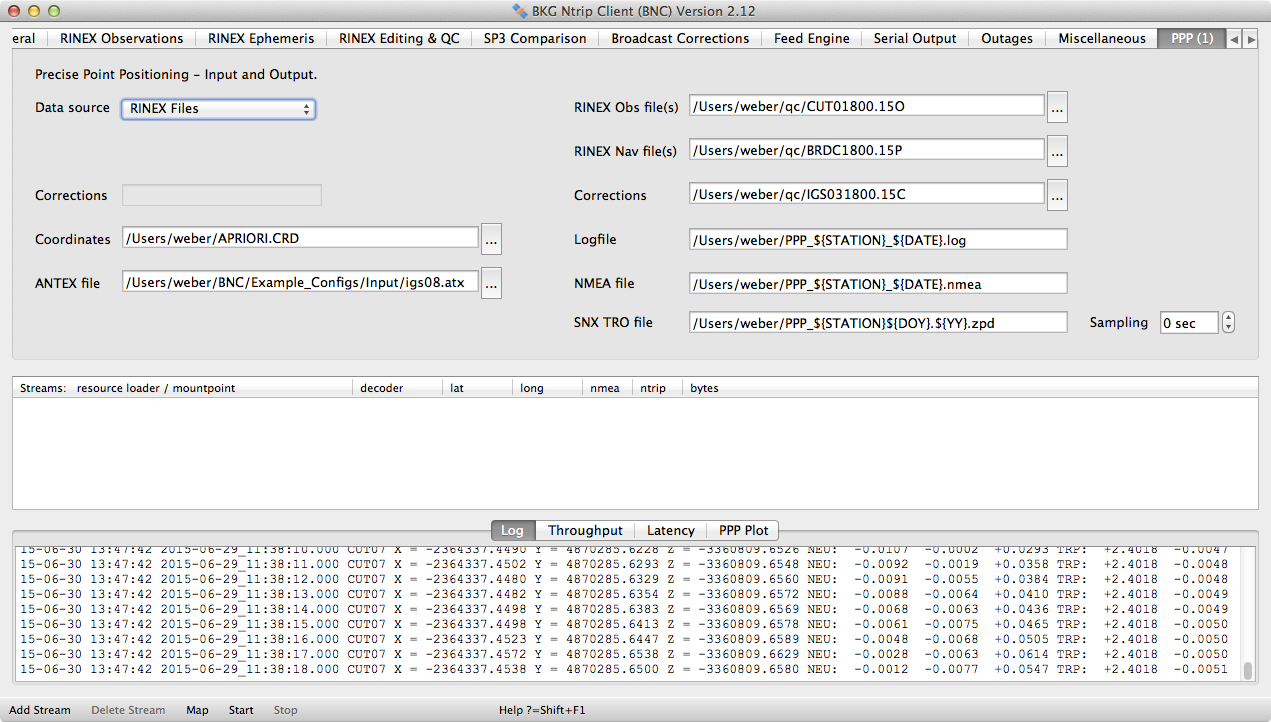 BKG Ntrip Client (BNC) Version 2.12
eral RINEX Observations RINEX Ephemeris RINEX Editing & QC SP3 Comparison Broadcast Corrections Feed Engine Serial Output Outages Miscellaneous PPP (1)
Precise Point Positioning - Input and Output.
Data source RINEX Files RINEX Obs file(s) /Users/weber/qc/CUT01800.15O ...
RINEX Nav file(s) /Users/weber/qc/BRDC1800.15P ...
Corrections Corrections /Users/weber/qc/IGS031800.15C ...
Coordinates /Users/weber/APRIORI.CRD ... Logfile /Users/weber/PPP_${STATION}_${DATE}.log
ANTEX file /Users/weber/BNC/Example_Configs/Input/igs08.atx ... NMEA file /Users/weber/PPP_${STATION}_${DATE}.nmea
SNX TRO file /Users/weber/PPP_${STATION}${DOY}.${YY}.zpd Sampling 0 sec
Streams: resource loader / mountpoint decoder lat long nmea ntrip bytes
Log Throughput Latency PPP Plot
15-06-30 13:47:42 2015-06-29_11:38:10.000 CUT07 X = -2364337.4490 Y = 4870285.6228 Z = -3360809.6526 NEU: -0.0107 -0.0002 +0.0293 TRP: +2.4018 -0.0047
15-06-30 13:47:42 2015-06-29_11:38:11.000 CUT07 X = -2364337.4502 Y = 4870285.6293 Z = -3360809.6548 NEU: -0.0092 -0.0019 +0.0358 TRP: +2.4018 -0.0048
15-06-30 13:47:42 2015-06-29_11:38:12.000 CUT07 X = -2364337.4480 Y = 4870285.6329 Z = -3360809.6560 NEU: -0.0091 -0.0055 +0.0384 TRP: +2.4018 -0.0048
15-06-30 13:47:42 2015-06-29_11:38:13.000 CUT07 X = -2364337.4482 Y = 4870285.6354 Z = -3360809.6572 NEU: -0.0088 -0.0064 +0.0410 TRP: +2.4018 -0.0049
15-06-30 13:47:42 2015-06-29_11:38:14.000 CUT07 X = -2364337.4498 Y = 4870285.6383 Z = -3360809.6569 NEU: -0.0068 -0.0063 +0.0436 TRP: +2.4018 -0.0049
15-06-30 13:47:42 2015-06-29_11:38:15.000 CUT07 X = -2364337.4498 Y = 4870285.6413 Z = -3360809.6578 NEU: -0.0061 -0.0075 +0.0465 TRP: +2.4018 -0.0050
15-06-30 13:47:42 2015-06-29_11:38:16.000 CUT07 X = -2364337.4523 Y = 4870285.6447 Z = -3360809.6589 NEU: -0.0048 -0.0068 +0.0505 TRP: +2.4018 -0.0050
15-06-30 13:47:42 2015-06-29_11:38:17.000 CUT07 X = -2364337.4572 Y = 4870285.6538 Z = -3360809.6629 NEU: -0.0028 -0.0063 +0.0614 TRP: +2.4018 -0.0050
15-06-30 13:47:42 2015-06-29_11:38:18.000 CUT07 X = -2364337.4538 Y = 4870285.6500 Z = -3360809.6580 NEU: -0.0012 -0.0077 +0.0547 TRP: +2.4018 -0.0051
Add Stream Delete Stream Map Start Stop Help ?=Shift+F1